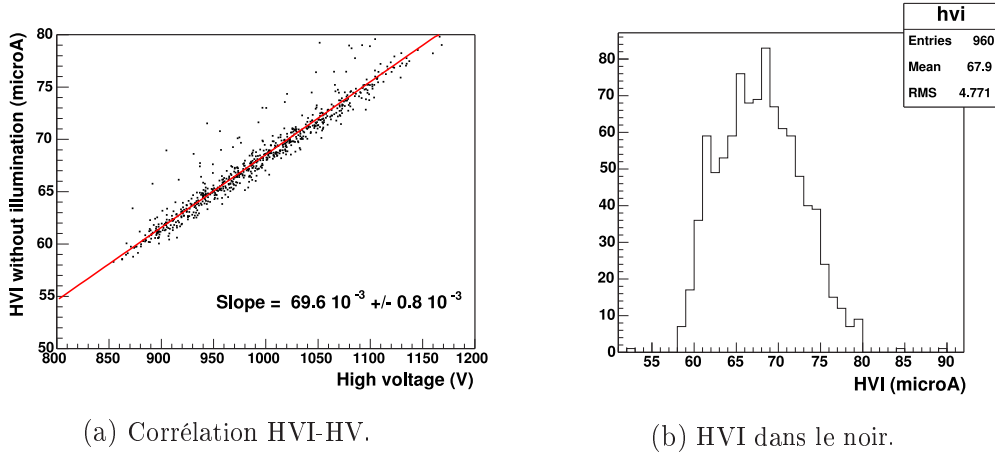 HVI without illumination (microA)
80
75
70
65
60
55
50
Slope = 69.6 10 -3 +/- 0.8 10 -3
800 850 900 950 1000 1050 1100 1150 1200
High voltage (V)
(a) Corrélation HVI-HV.
hvi
Entries 960
Mean 67.9
RMS 4.771
80
70
60
50
40
30
20
10
0
55 60 65 70 75 80 85 90
HVI (microA)
(b) HVI dans le noir.